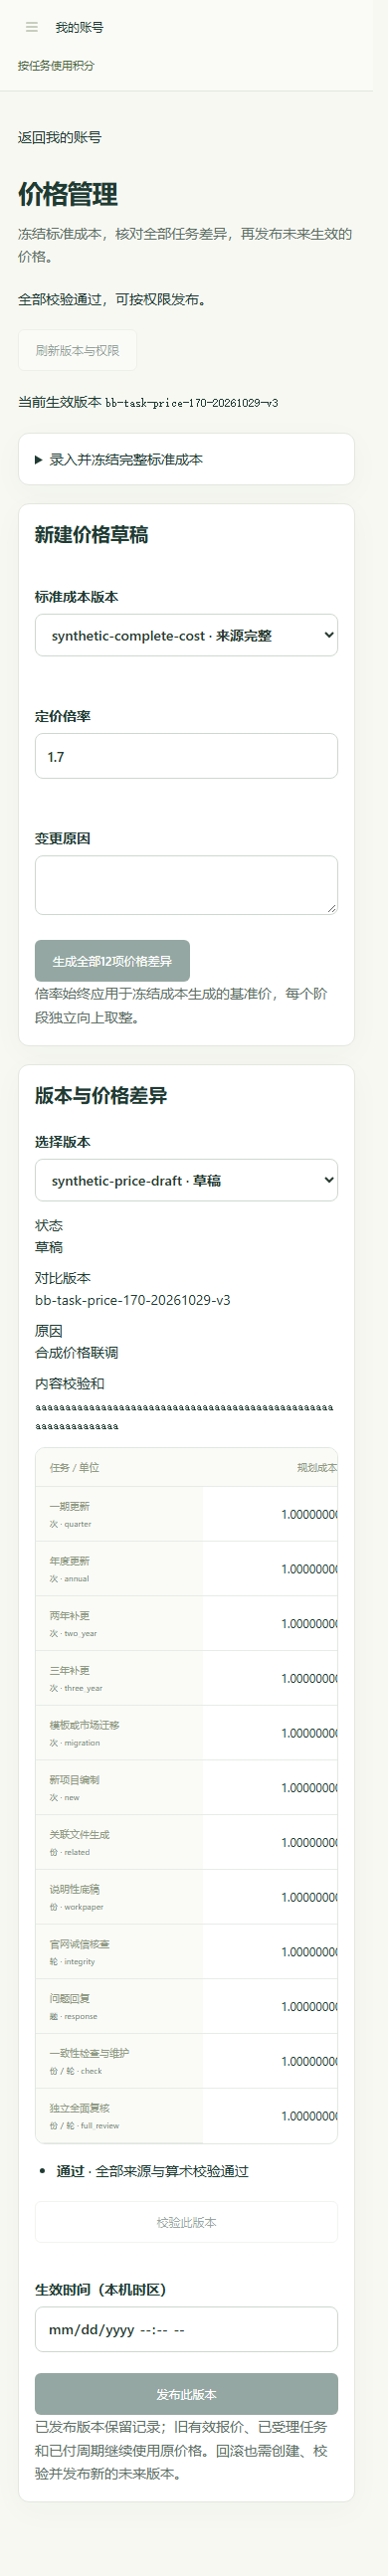 我的账号
按任务使用积分
返回我的账号
价格管理
冻结标准成本，核对全部任务差异，再发布未来生效的
价格。
全部校验通过，可按权限发布。
刷新版本与权限
当前生效版本 bb-task-price-170-20261029-v3
录入并冻结完整标准成本
新建价格草稿
标准成本版本
synthetic-complete-cost · 来源完整
定价倍率
1.7
变更原因
生成全部12项价格差异
倍率始终应用于冻结成本生成的基准价，每个阶
段独立向上取整。
版本与价格差异
选择版本
synthetic-price-draft · 草稿
状态
草稿
对比版本
bb-task-price-170-20261029-v3
原因
合成价格联调
内容校验和
任务 / 单位 规划成本
一期更新 1.00000000
次 · quarter
年度更新 1.00000000
次 · annual
两年补更 1.00000000
次 · two_year
三年补更 1.00000000
次 · three_year
模板或市场迁移 1.00000000
次 · migration
新项目编制 1.00000000
次 · new
关联文件生成 1.00000000
份 · related
说明性底稿 1.00000000
份 · workpaper
官网诚信核查 1.00000000
轮 · integrity
问题回复 1.00000000
题 · response
一致性检查与维护 1.00000000
份 / 轮 · check
独立全面复核 1.00000000
份 / 轮 · full_review
通过 · 全部来源与算术校验通过
校验此版本
生效时间（本机时区）
mm/dd/yyyy --:-- --
发布此版本
已发布版本保留记录；旧有效报价、已受理任务
和已付周期继续使用原价格。回滚也需创建、校
验并发布新的未来版本。